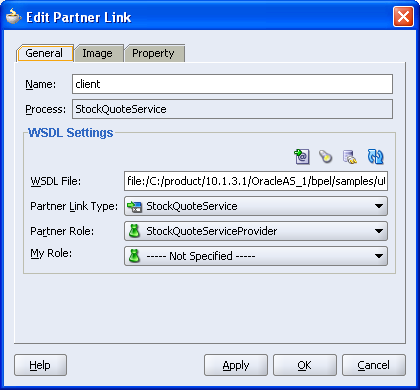 Edit Partner Link
General Image Property
Name: client
Process: StockQuoteService
WSDL Settings
WSDL File: file:/C:/product/10.1.3.1/OracleAS_1/bpel/samples/ut
Partner Link Type: StockQuoteService
Partner Role: StockQuoteServiceProvider
My Role: ----- Not Specified -----
Help Apply OK Cancel